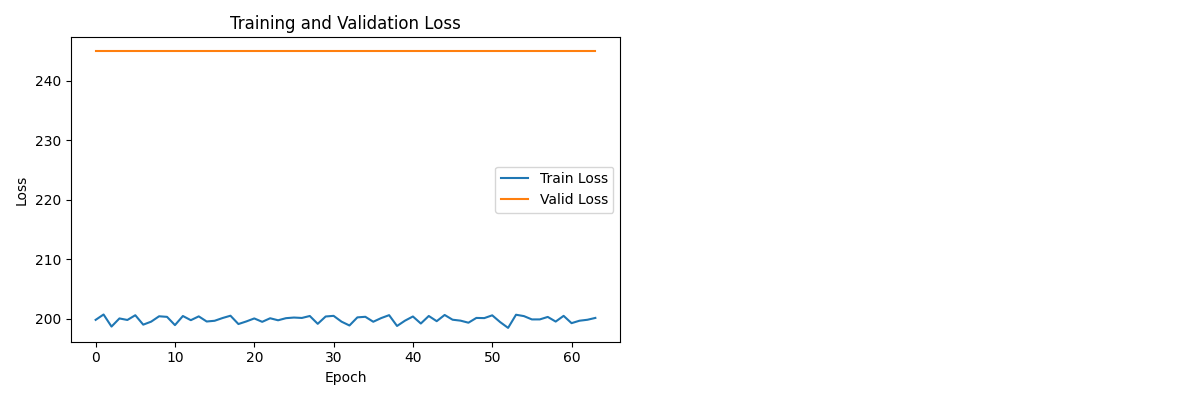 Training and Validation Loss
240
230
220
210
200
Loss
Train Loss
Valid Loss
0 10 20 30 40 50 60
Epoch